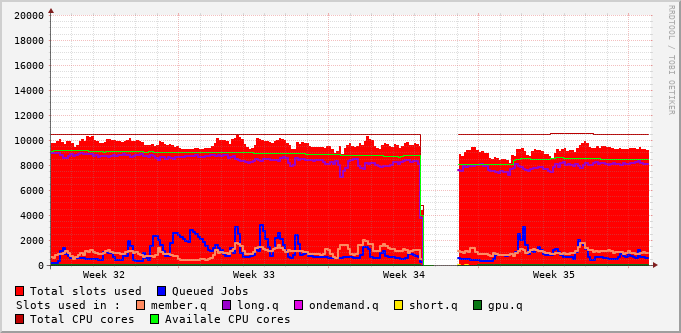 20000
18000
16000
14000
12000
10000
8000
6000
4000
2000
0
Week 32 Week 33 Week 34 Week 35
RRDTOOL / TOBI OETIKER
Total slots used Queued Jobs
Slots used in : member.q long.q ondemand.q short.q gpu.q
Total CPU cores Availale CPU cores